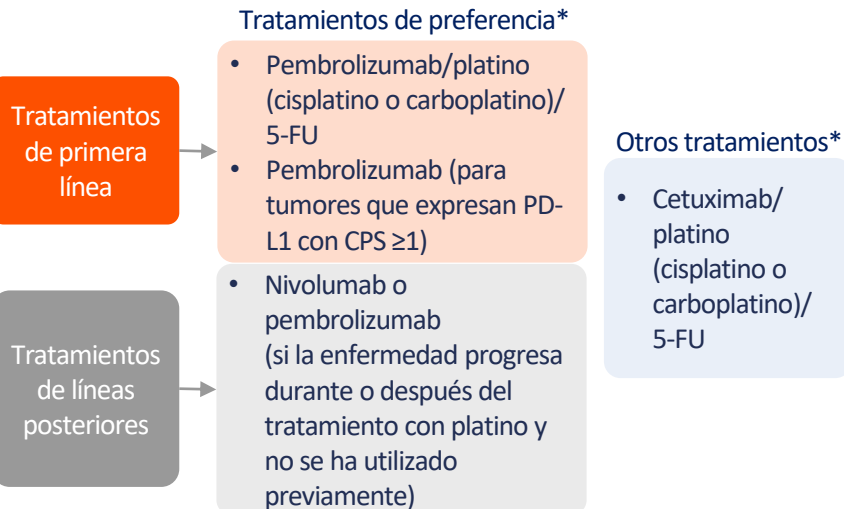 Tratamientos de preferencia*
Tratamientos
de primera
línea
• Pembrolizumab/platino
(cisplatino o carboplatino)/
5-FU
• Pembrolizumab (para
tumores que expresan PD-
L1 con CPS ≥1)
Otros tratamientos*
• Cetuximab/
platino
(cisplatino o
carboplatino)/
5-FU
Tratamientos
de líneas
posteriores
• Nivolumab o
pembrolizumab
(si la enfermedad progresa
durante o después del
tratamiento con platino y
no se ha utilizado
previamente)